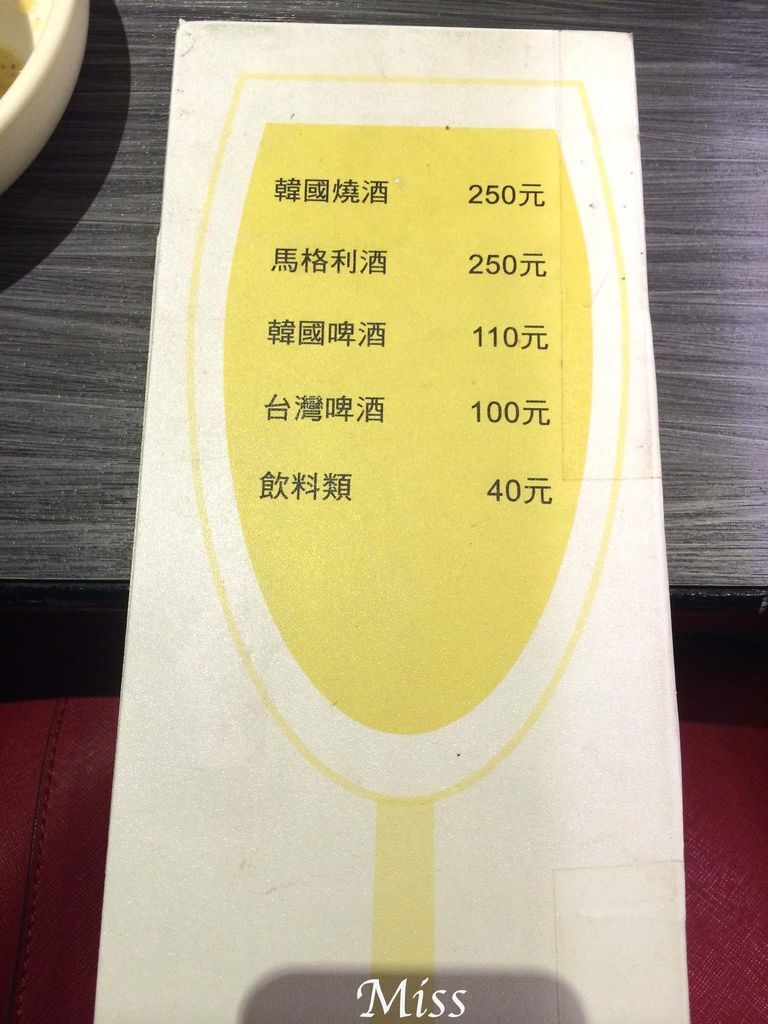 韓國燒酒 250元
馬格利酒 250元
韓國啤酒 110元
台灣啤酒 100元
飲料類 40元
Miss